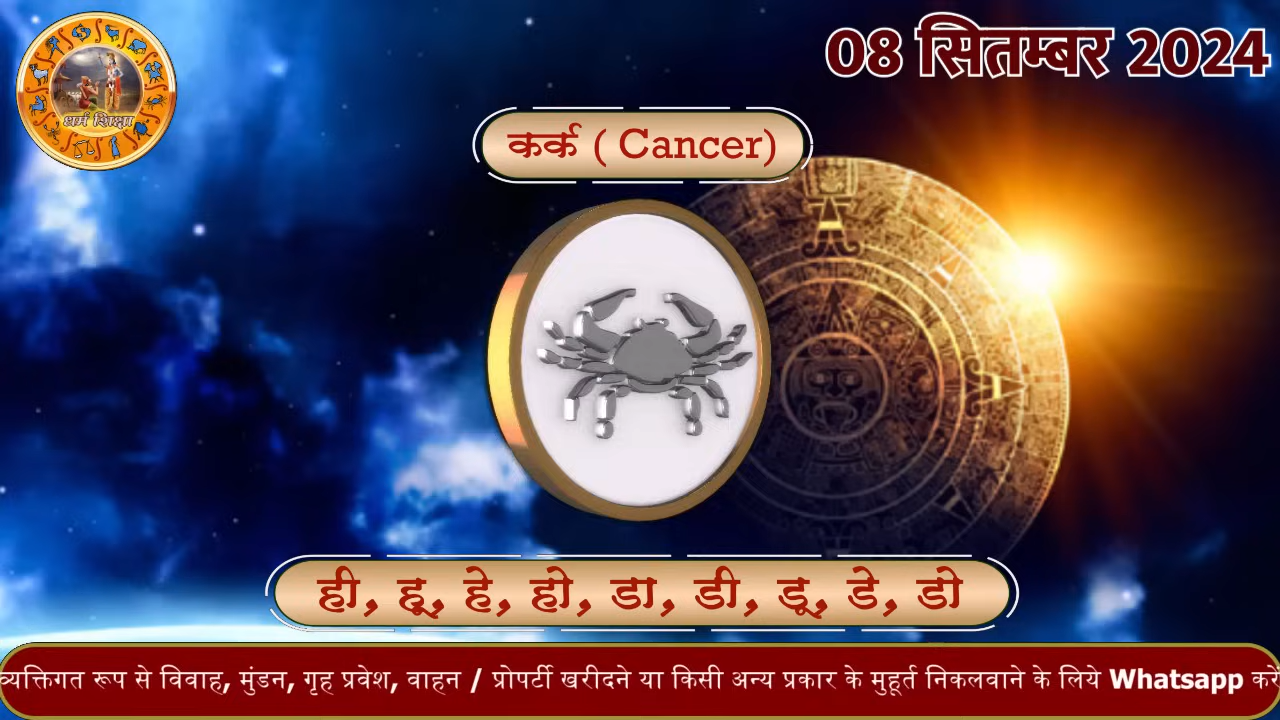 धर्म शिक्षा
08 सितम्बर 2024
कर्क ( Cancer)
ही, हू, हे, हो, डा, डी, डू, डे, डो
व्यक्तिगत रूप से विवाह, मुंडन, गृह प्रवेश, वाहन / प्रोपर्टी खरीदने या किसी अन्य प्रकार के मुहूर्त निकलवाने के लिये Whatsapp करें